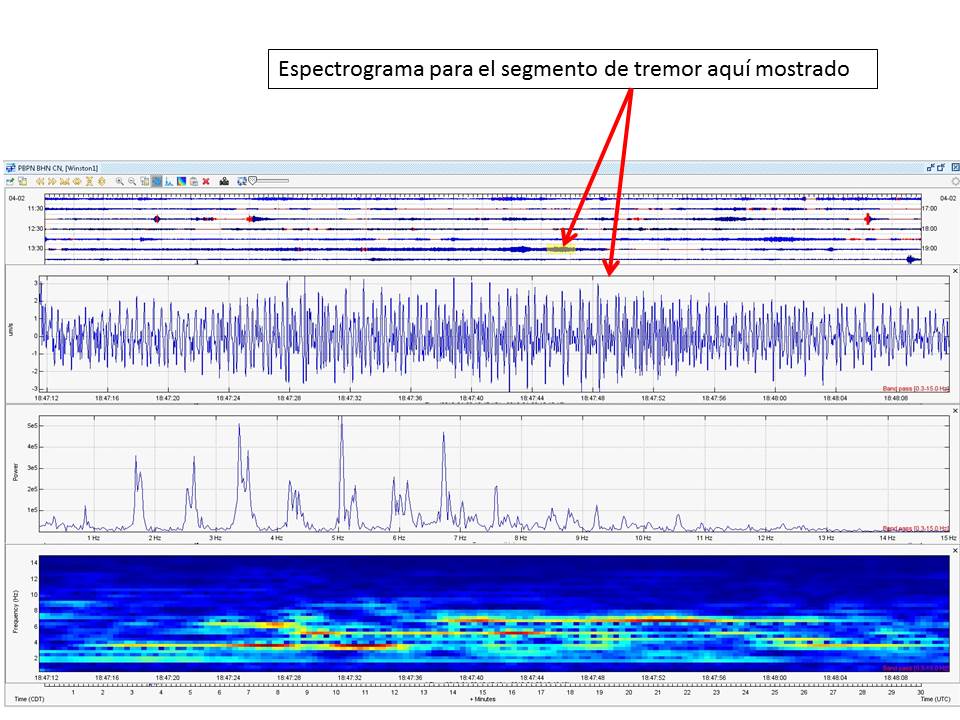 Espectrograma para el segmento de tremor aquí mostrado
PBPN BHN CN, [Winston1]
04-02 04-02
11:30 17:00
12:30 18:00
13:30 19:00
3
2
1
0
-1
-2
-3
um/s
Band pass [0.3-15.0 Hz]
18:47:12 18:47:16 18:47:20 18:47:24 18:47:28 18:47:32 18:47:36 18:47:40 18:47:44 18:47:48 18:47:52 18:47:56 18:48:00 18:48:04 18:48:08
5e5
4e5
3e5
2e5
1e5
Power
Band pass [0.3-15.0 Hz]
1 Hz 2 Hz 3 Hz 4 Hz 5 Hz 6 Hz 7 Hz 8 Hz 9 Hz 10 Hz 11 Hz 12 Hz 13 Hz 14 Hz 15 Hz
14
12
10
8
6
4
2
Frequency (Hz)
Band pass [0.3-15.0 Hz]
18:47:12 18:47:16 18:47:20 18:47:24 18:47:28 18:47:32 18:47:36 18:47:40 18:47:44 18:47:48 18:47:52 18:47:56 18:48:00 18:48:04 18:48:08
1 2 3 4 5 6 7 8 9 10 11 12 13 14 15 16 17 18 19 20 21 22 23 24 25 26 27 28 29 30
Time (CDT) + Minutes Time (UTC)